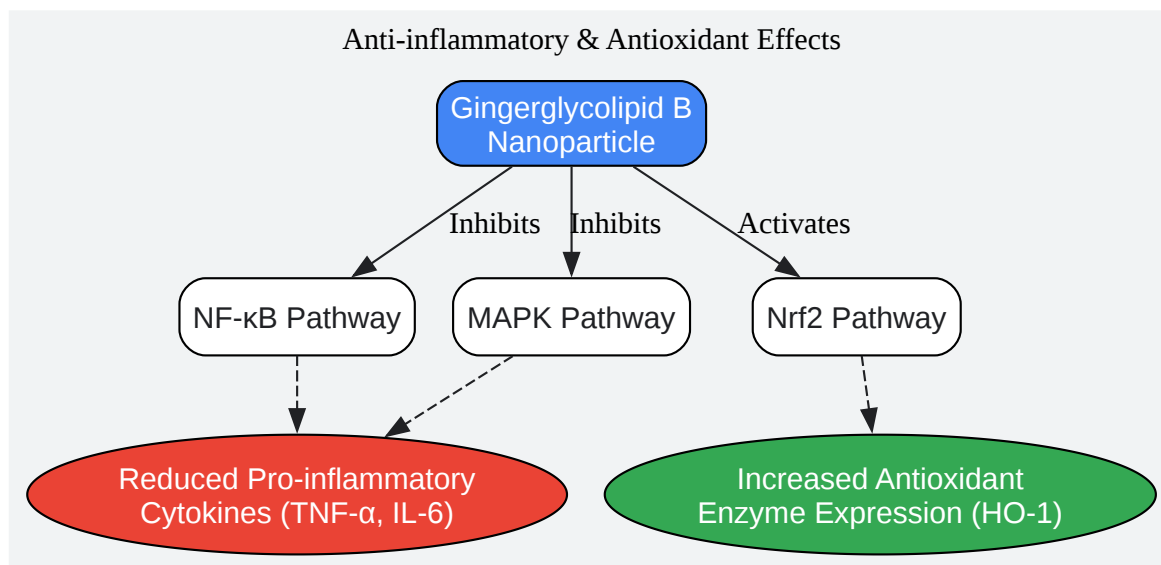 Anti-inflammatory & Antioxidant Effects
Gingerglycolipid B
Nanoparticle
Inhibits
Inhibits
Activates
NF-κB Pathway
MAPK Pathway
Nrf2 Pathway
Reduced Pro-inflammatory
Cytokines (TNF-α, IL-6)
Increased Antioxidant
Enzyme Expression (HO-1)